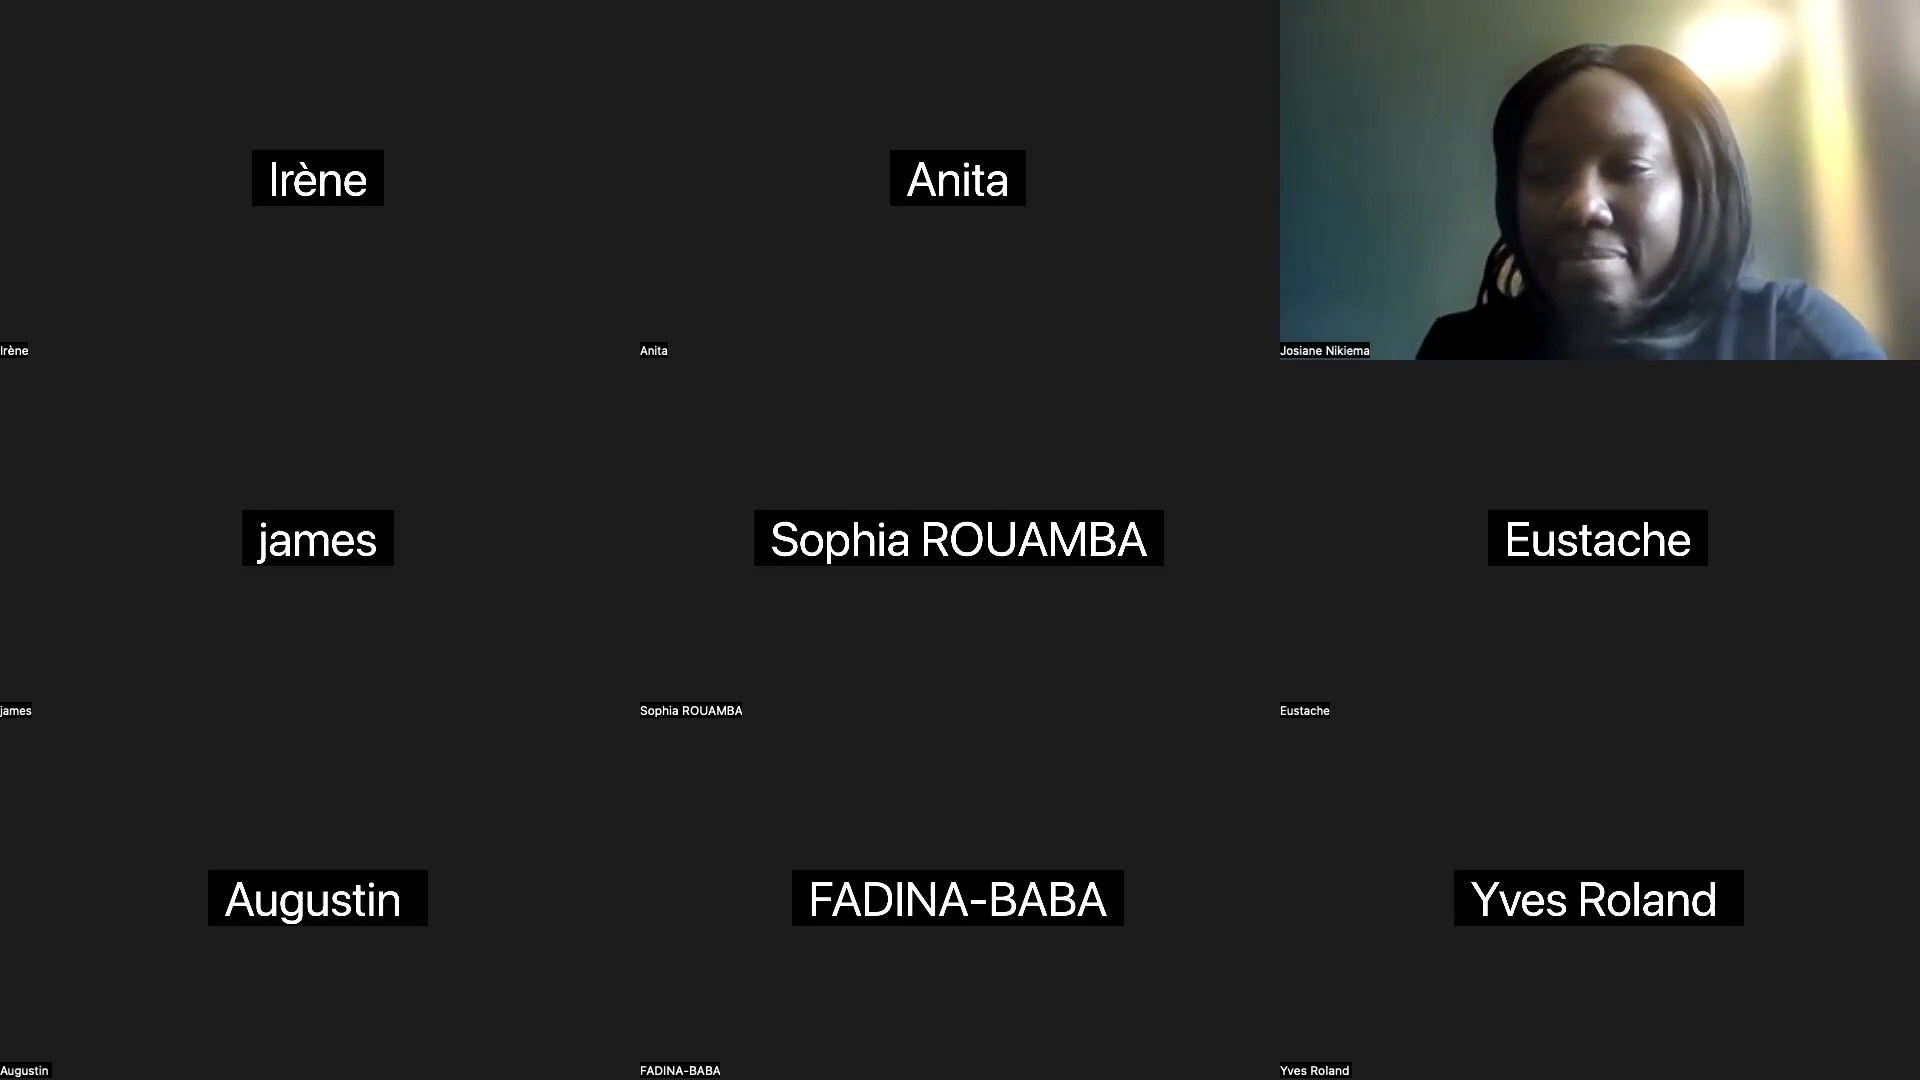 Irène
Anita
Irène
Anita
Josiane Nikiema
james
Sophia ROUAMBA
Eustache
james
Sophia ROUAMBA
Eustache
Augustin
FADINA-BABA
Yves Roland
Augustin
FADINA-BABA
Yves Roland